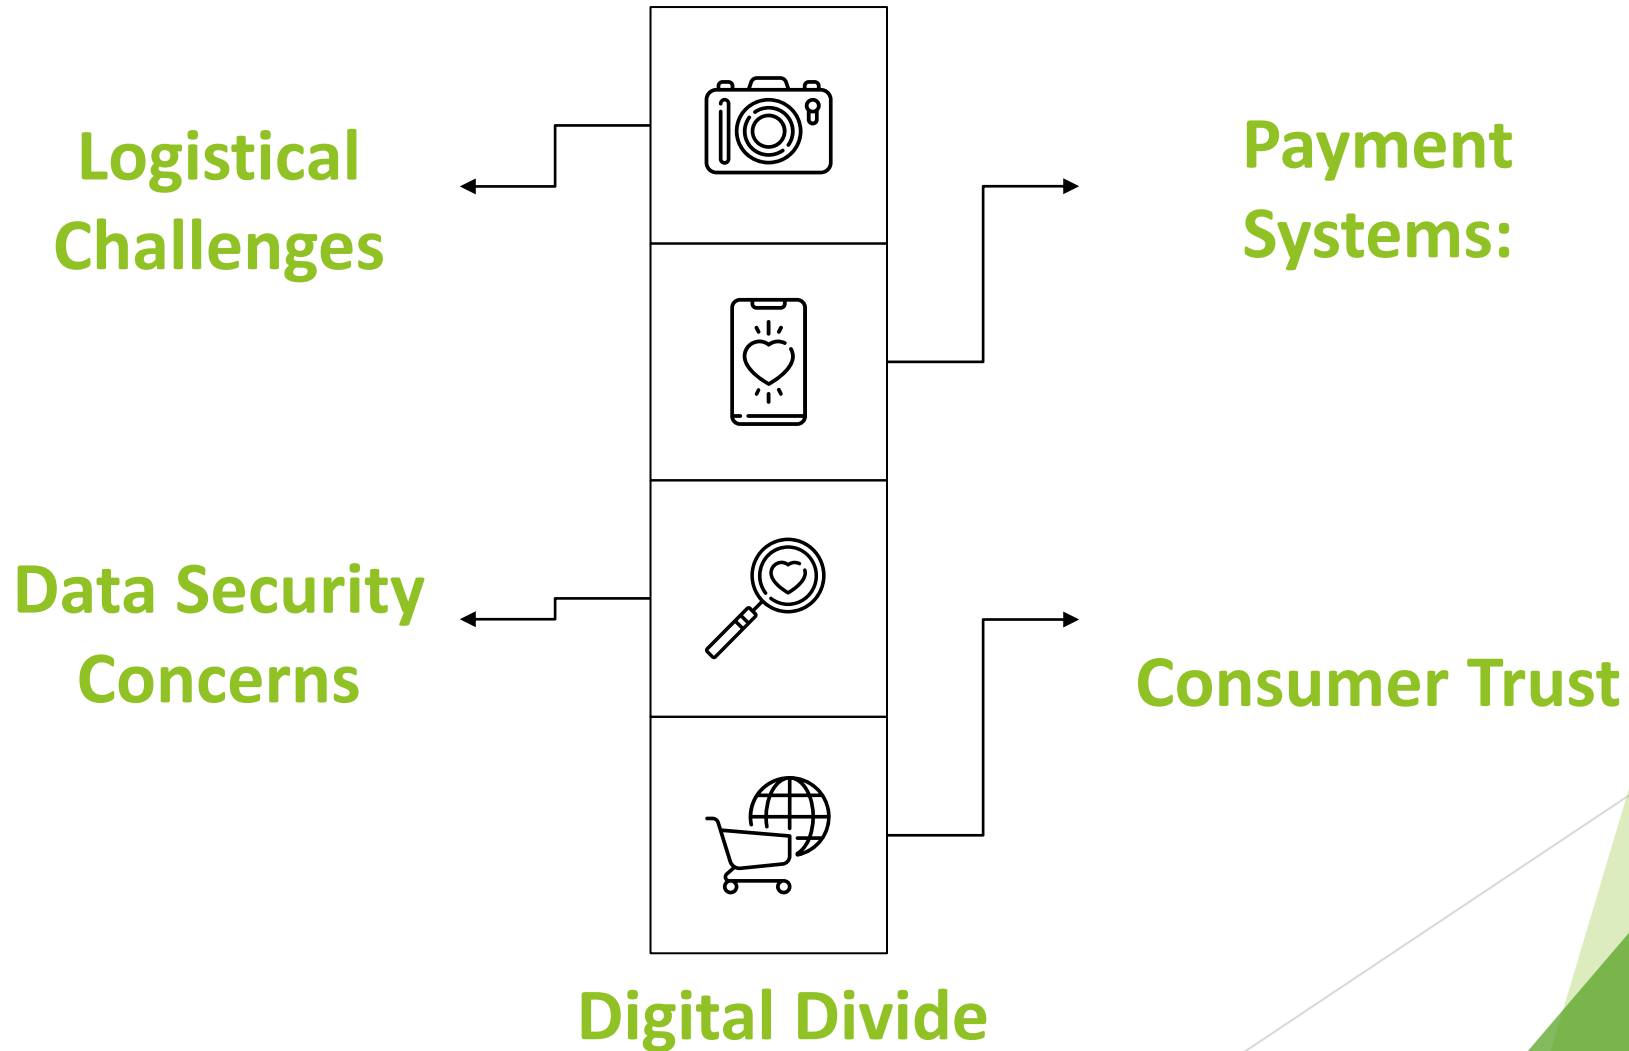 Logistical
Challenges
Payment
Systems:
Data Security
Concerns
Consumer Trust
Digital Divide